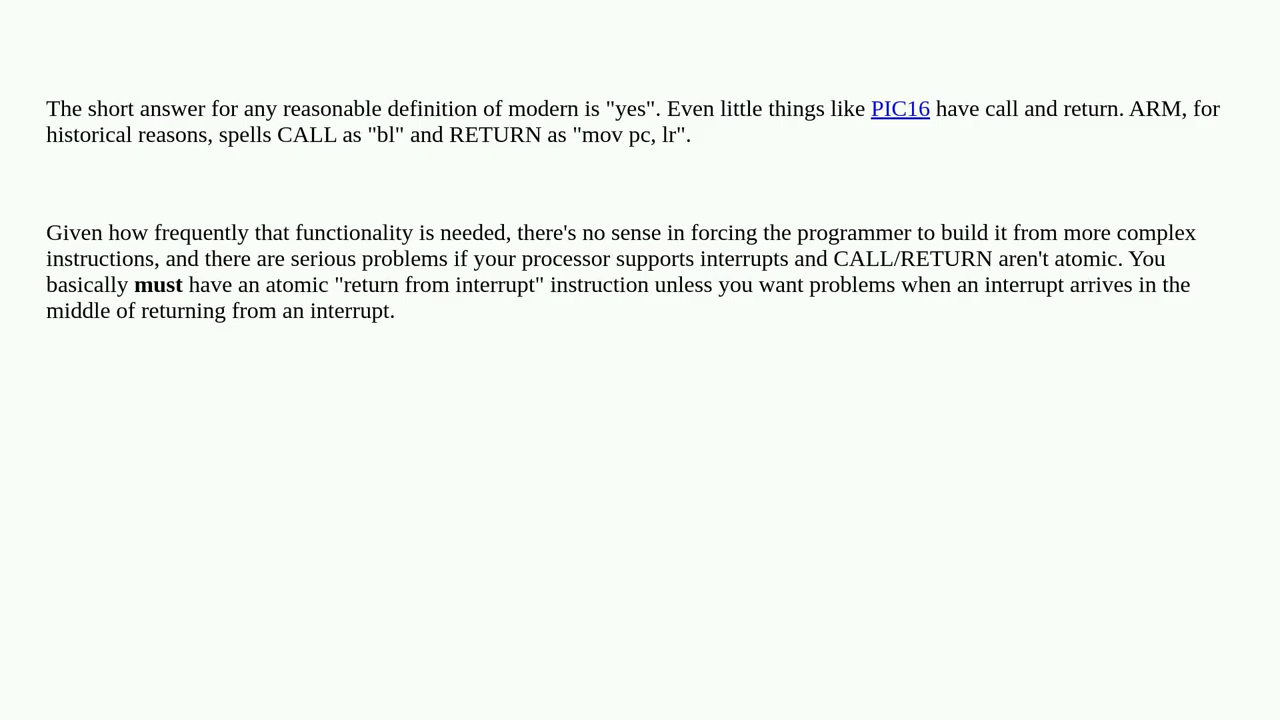 The short answer for any reasonable definition of modern is "yes". Even little things like PIC16 have call and return. ARM, for
historical reasons, spells CALL as "bl" and RETURN as "mov pc, lr".
Given how frequently that functionality is needed, there's no sense in forcing the programmer to build it from more complex
instructions, and there are serious problems if your processor supports interrupts and CALL/RETURN aren't atomic. You
basically must have an atomic "return from interrupt" instruction unless you want problems when an interrupt arrives in the
middle of returning from an interrupt.